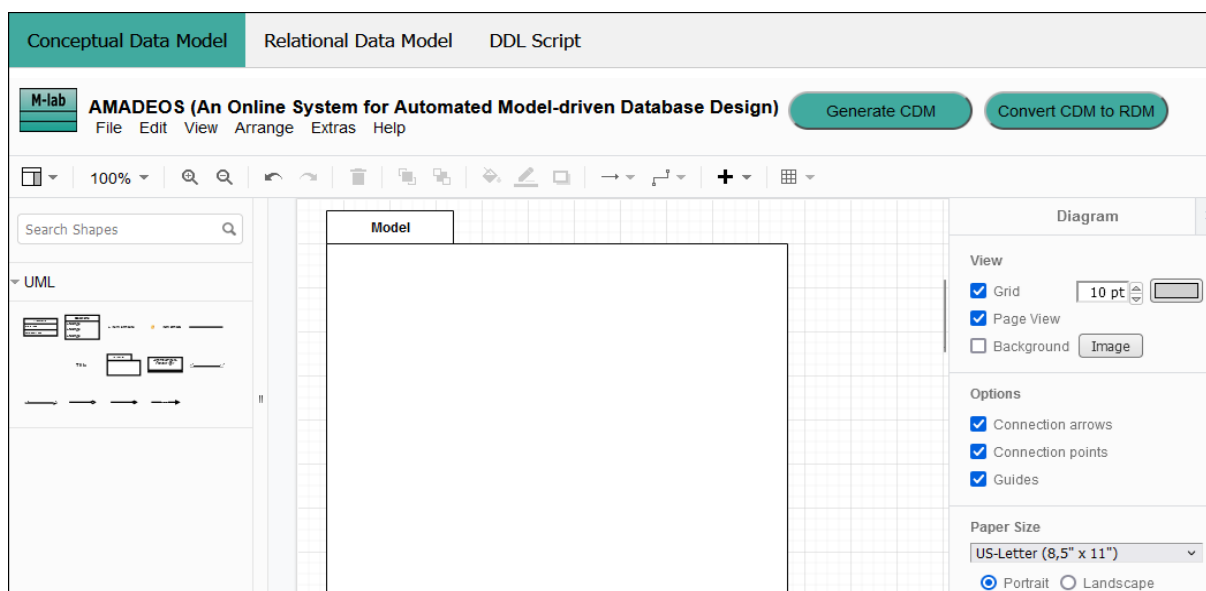 Conceptual Data Model Relational Data Model DDL Script
M-lab
AMADEOS (An Online System for Automated Model-driven Database Design)
Generate CDM Convert CDM to RDM
File Edit View Arrange Extras Help
100%
Search Shapes
UML
Title
Model
Diagram
View
Grid 10 pt
Page View
Background Image
Options
Connection arrows
Connection points
Guides
Paper Size
US-Letter (8,5" x 11")
Portrait Landscape